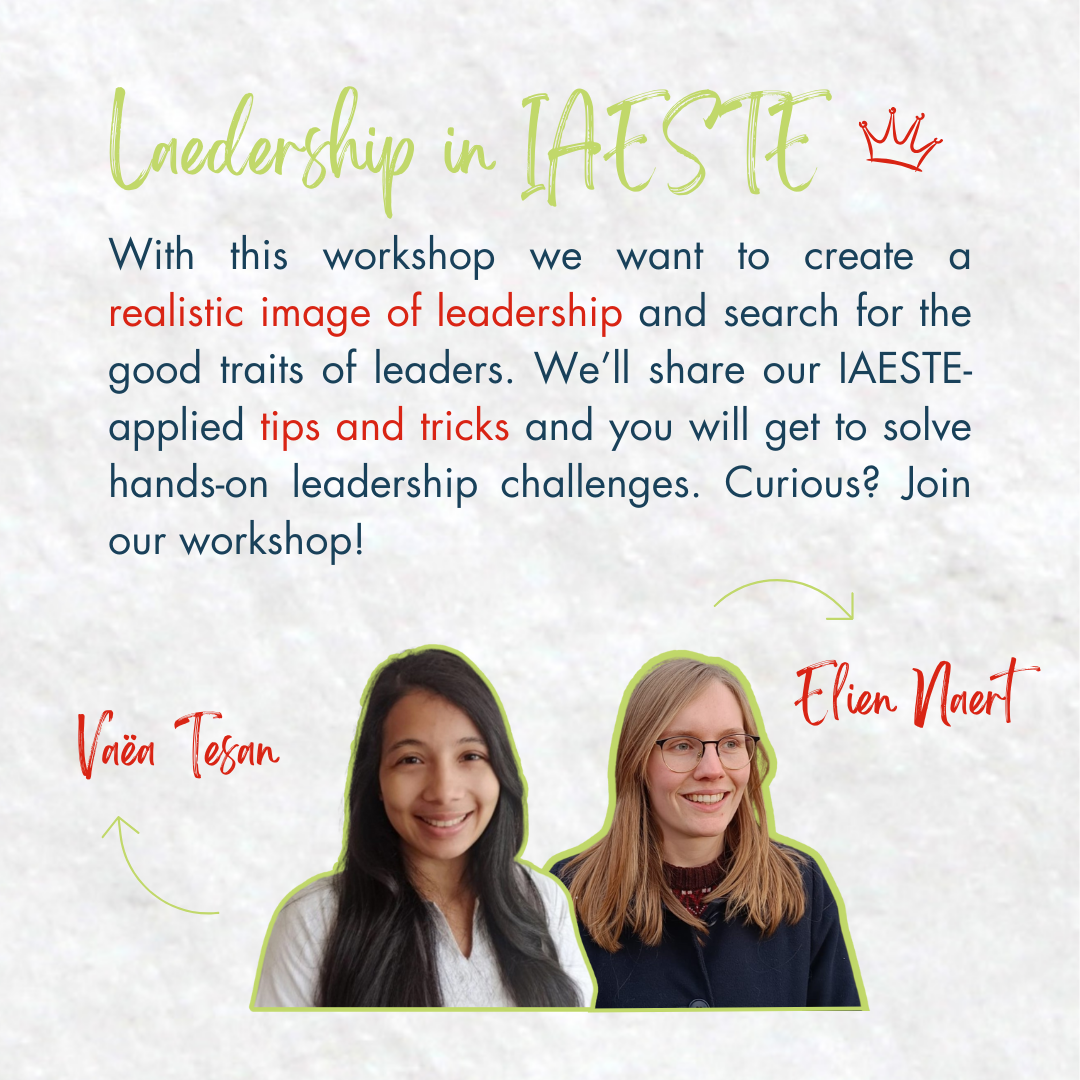 Laedership in IAESTE
With this workshop we want to create a
realistic image of leadership and search for the
good traits of leaders. We'll share our IAESTE-
applied tips and tricks and you will get to solve
hands-on leadership challenges. Curious? Join
our workshop!
Elien Naert
Vaëa Tesan